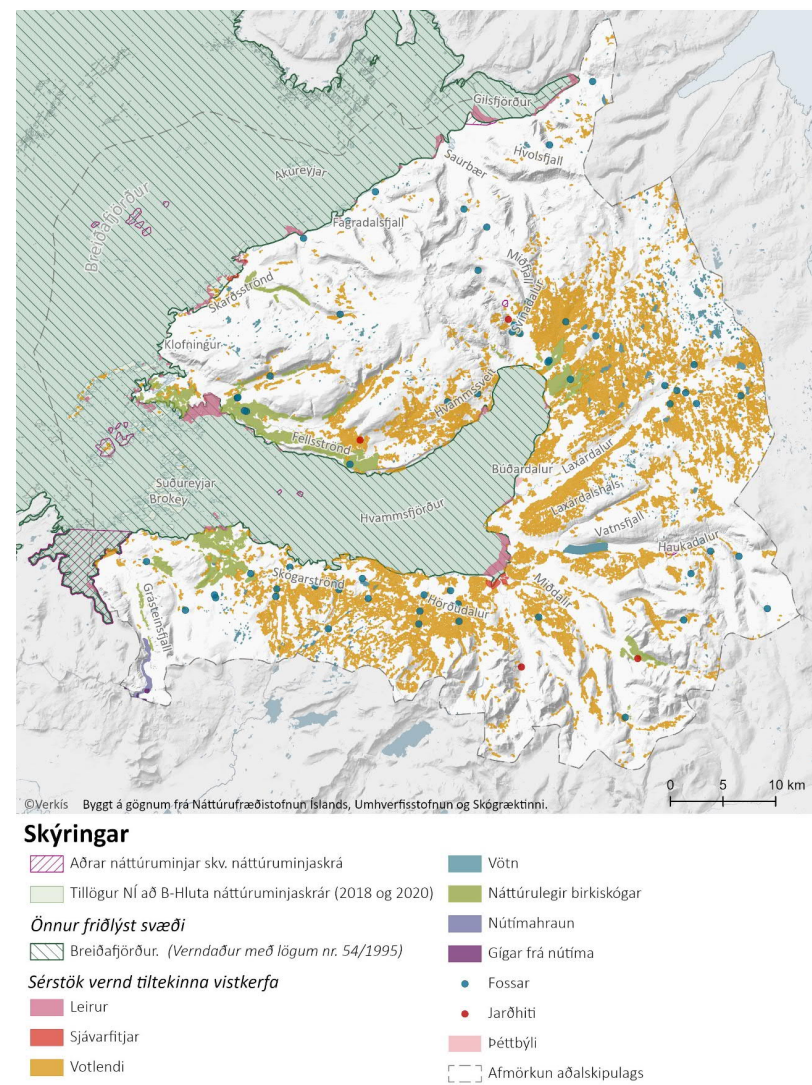 Gilsfjörður
Hvolsfjall
Saurbær
Akureyjar
Breiðafjörður
Fagradalsfjall
Miðfjall
Svínadalur
Skarðsströnd
Klofningur
Hvammssveit
Fellsströnd
Búðardalur
Laxárdalur
Laxárdalsháls
Suðureyjar
Brokey
Hvammsfjörður
Vatnsfjall
Haukadalur
Skógarströnd
Miðdalir
Hörðudalur
Grásteinsfjall
0 5 10 km
©Verkís Byggt á gögnum frá Náttúrufræðistofnun Íslands, Umhverfisstofnun og Skógræktinni.
Skýringar
Aðrar náttúruminjar skv. náttúruminjaskrá
Tillögur NÍ að B-Hluta náttúruminjaskrár (2018 og 2020)
Önnur friðlýst svæði
Breiðafjörður. (Verndaður með lögum nr. 54/1995)
Sérstök vernd tiltekinna vistkerfa
Leirur
Sjávarfitjar
Votlendi
Vötn
Náttúrulegir birkiskógar
Nútímahraun
Gígar frá nútíma
Fossar
Jarðhiti
Þéttbýli
Afmörkun aðalskipulags